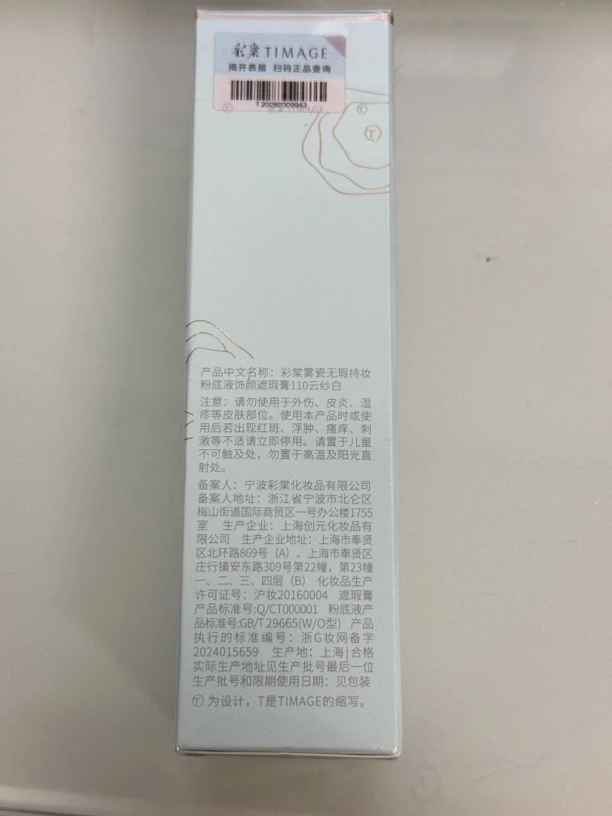 彩棠 TIMAGE
揭开表层 扫码正品查询
T20260009943
T
产品中文名称：彩棠雾瓷无瑕持妆
粉底液饰颜遮瑕膏110云纱白
注意：请勿使用于外伤、皮炎、湿
疹等皮肤部位。使用本产品时或使
用后若出现红斑、浮肿、瘙痒、刺
激等不适请立即停用。请置于儿童
不可触及处，勿置于高温及阳光直
射处。
备案人：宁波彩棠化妆品有限公司
备案人地址：浙江省宁波市北仑区
梅山街道国际商贸区一号办公楼1755
室 生产企业：上海创元化妆品有
限公司 生产企业地址：上海市奉贤
区北环路869号（A）、上海市奉贤区
庄行镇安东路309号第22幢，第23幢
一、二、三、四层（B） 化妆品生产
许可证号：沪妆20160004 遮瑕膏
产品标准号:Q/CT000001 粉底液产
品标准号:GB/T 29665(W/O型) 产品
执行的标准编号：浙G妆网备字
2024015659 生产地：上海|合格
实际生产地址见生产批号最后一位
生产批号和限期使用日期：见包装
Ⓣ 为设计，T是TIMAGE的缩写。